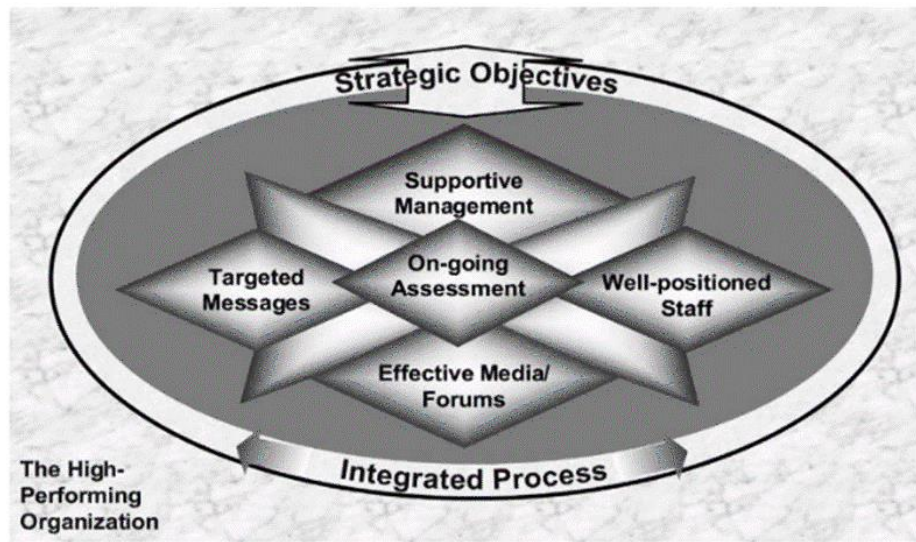 Strategic Objectives
Supportive
Management
Targeted
Messages
On-going
Assessment
Well-positioned
Staff
Effective Media/
Forums
Integrated Process
The High-
Performing
Organization